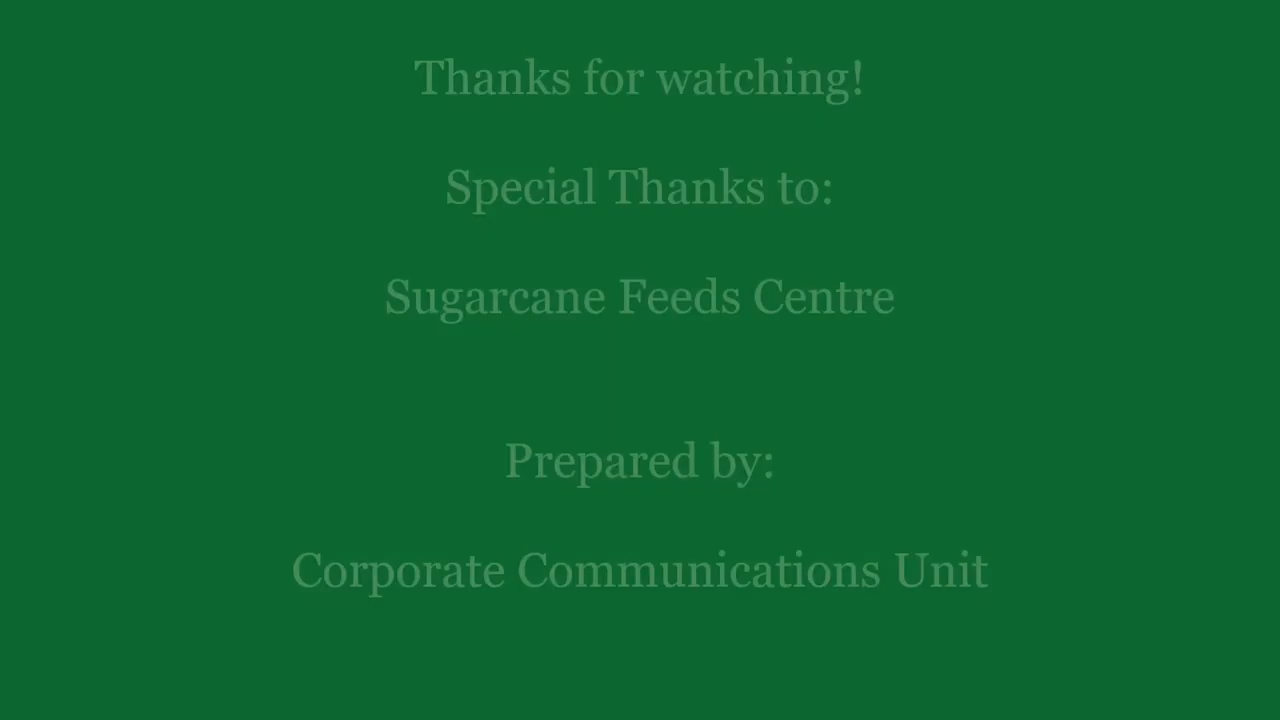 Thanks for watching!
Special Thanks to:
Sugarcane Feeds Centre
Prepared by:
Corporate Communications Unit